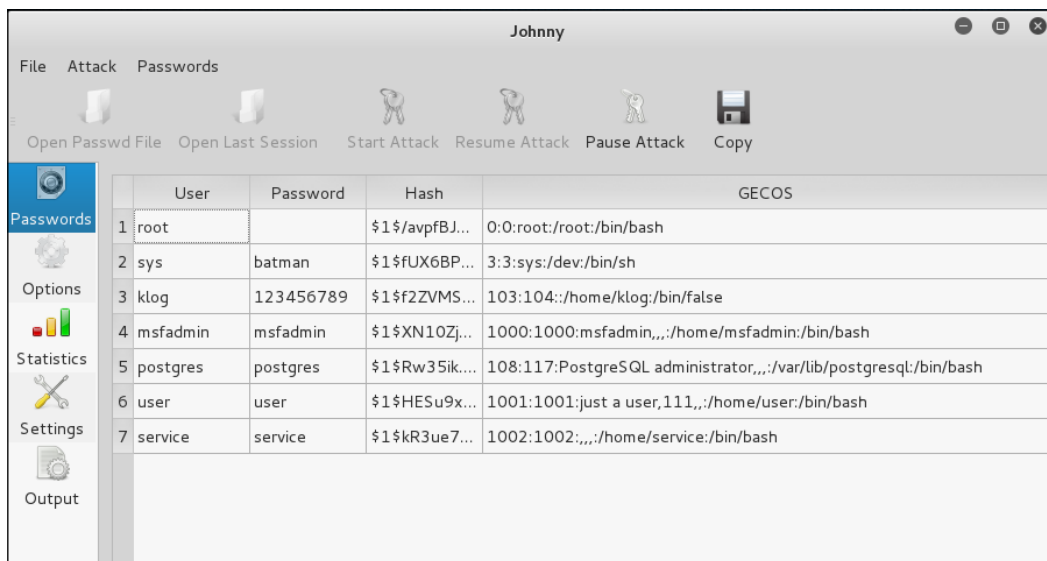 Johnny
File Attack Passwords
Open Passwd File Open Last Session Start Attack Resume Attack Pause Attack Copy
Passwords
Options
Statistics
Settings
Output
User Password Hash GECOS
1 root $1$/avpfBJ... 0:0:root:/root:/bin/bash
2 sys batman $1$fUX6BP... 3:3:sys:/dev:/bin/sh
3 klog 123456789 $1$f2ZVMS... 103:104::/home/klog:/bin/false
4 msfadmin msfadmin $1$XN10Zj... 1000:1000:msfadmin,,,:/home/msfadmin:/bin/bash
5 postgres postgres $1$Rw35ik.... 108:117:PostgreSQL administrator,,,:/var/lib/postgresql:/bin/bash
6 user user $1$HESu9x... 1001:1001:just a user,111,,:/home/user:/bin/bash
7 service service $1$kR3ue7... 1002:1002:,,,:/home/service:/bin/bash